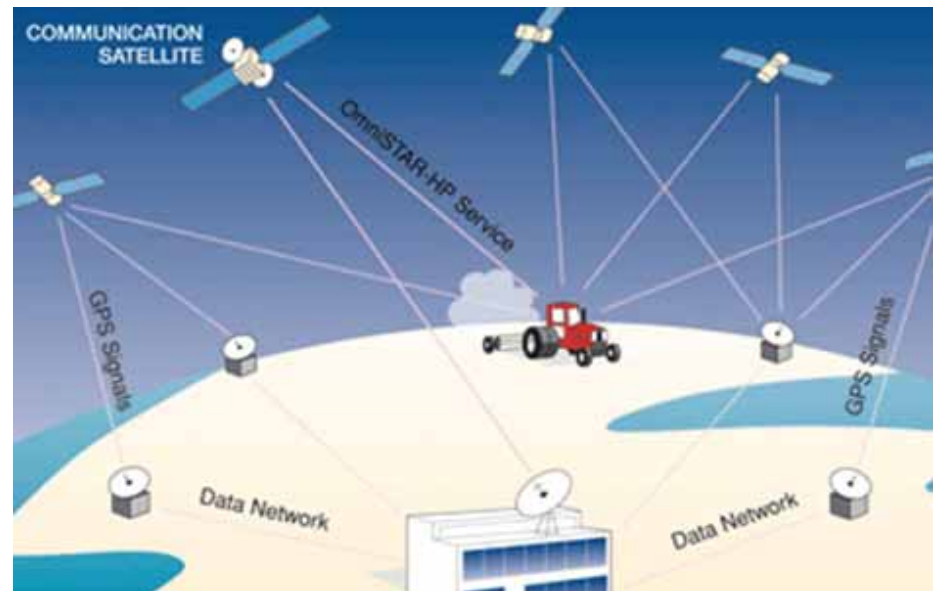 COMMUNICATION
SATELLITE
OmniSTAR-HP Service
GPS Signals
GPS Signals
Data Network
Data Network